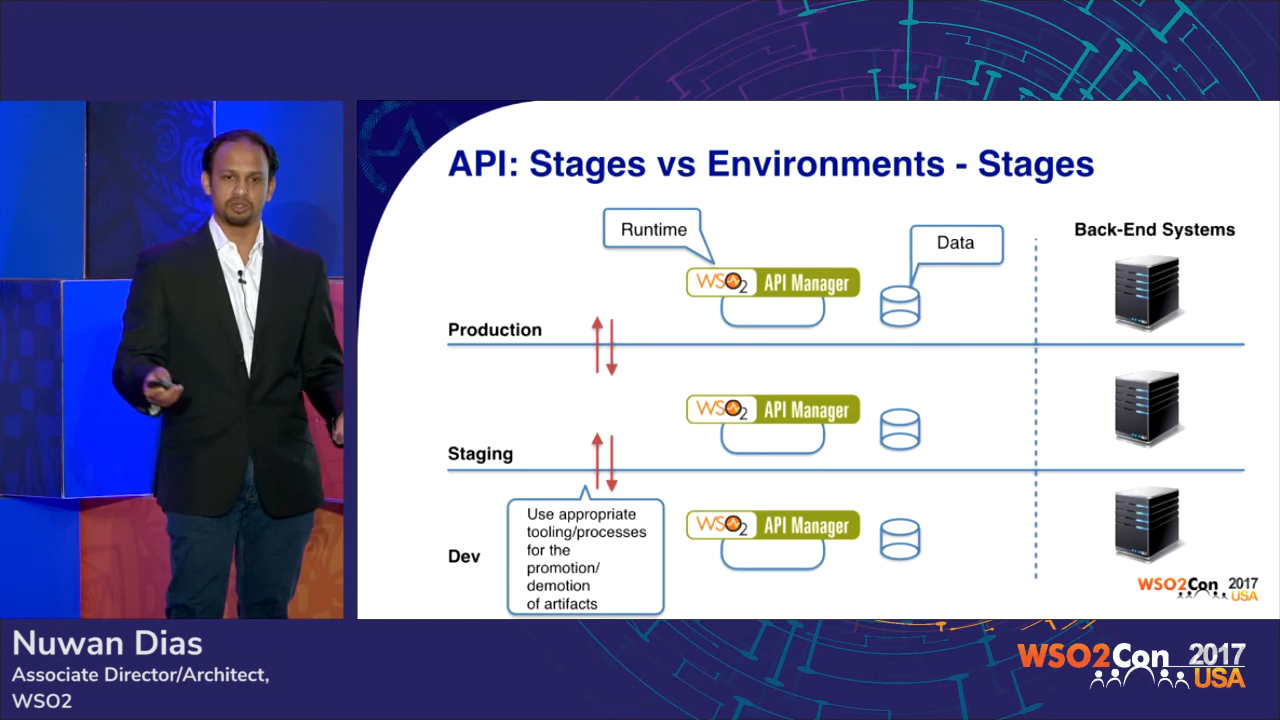 API: Stages vs Environments - Stages
Runtime
Data
Back-End Systems
WSO2 API Manager
Production
WSO2 API Manager
Staging
Use appropriate
tooling/processes
for the
promotion/
demotion
of artifacts
WSO2 API Manager
Dev
WSO2Con 2017
USA
Nuwan Dias
Associate Director/Architect,
WSO2
WSO2Con 2017
USA